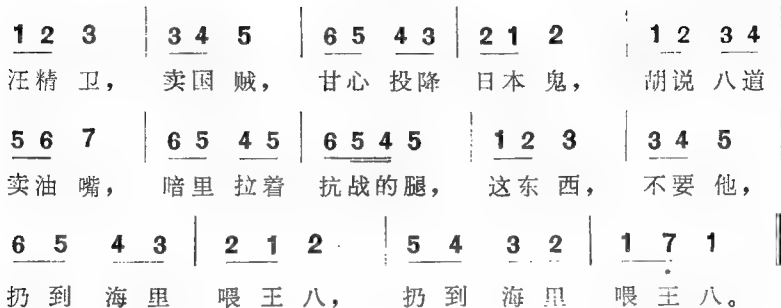 1 2 3 | 3 4 5 | 6 5 4 3 | 2 1 2 | 1 2 3 4
汪精卫， 卖国贼， 甘心投降 日本鬼， 胡说八道
5 6 7 | 6 5 4 5 | 6 5 4 5 | 1 2 3 | 3 4 5
卖油嘴， 暗里拉着 抗战的腿， 这东西， 不要他，
6 5 4 3 | 2 1 2 | 5 4 3 2 | 1 7 1
扔到海里 喂王八， 扔到海里 喂王八。